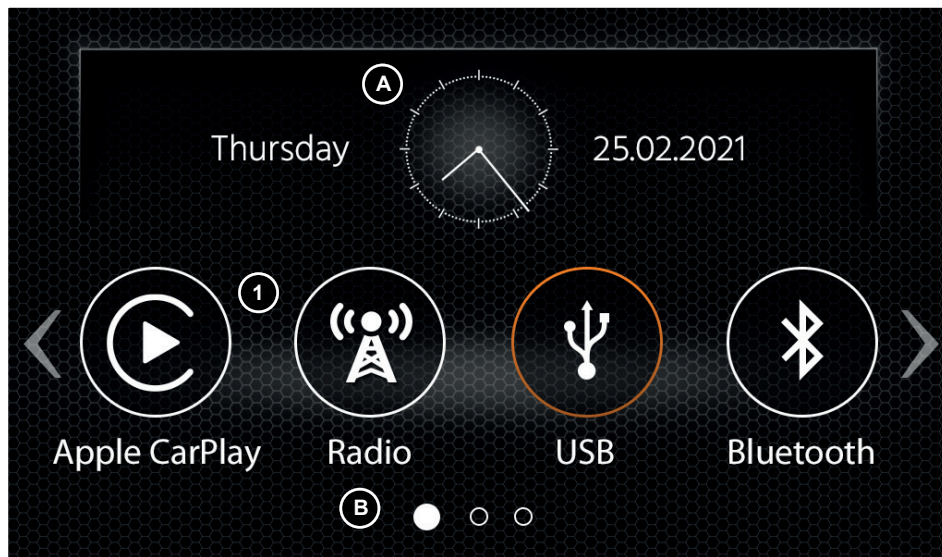 A
Thursday
25.02.2021
1
Apple CarPlay
Radio
USB
Bluetooth
B